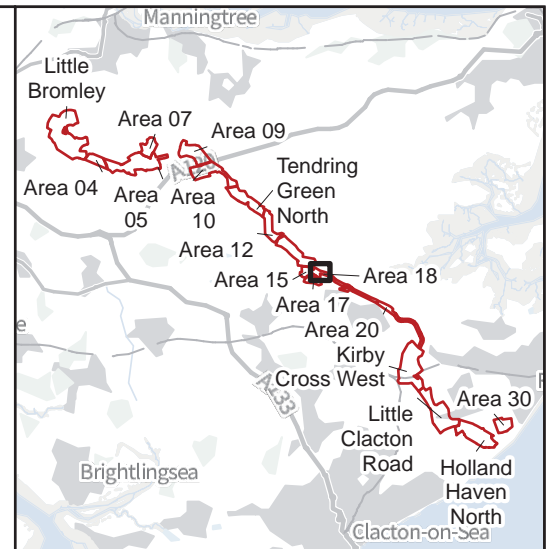 Manningtree
Little
Bromley
Area 07
Area 09
A120
Tendring
Green
North
Area 04
Area
05
Area
10
Area 12
Area 15
Area 18
Area 17
Area 20
Kirby
Cross West
A133
Area 30
Little
Clacton
Road
Holland
Haven
North
Brightlingsea
Clacton-on-Sea